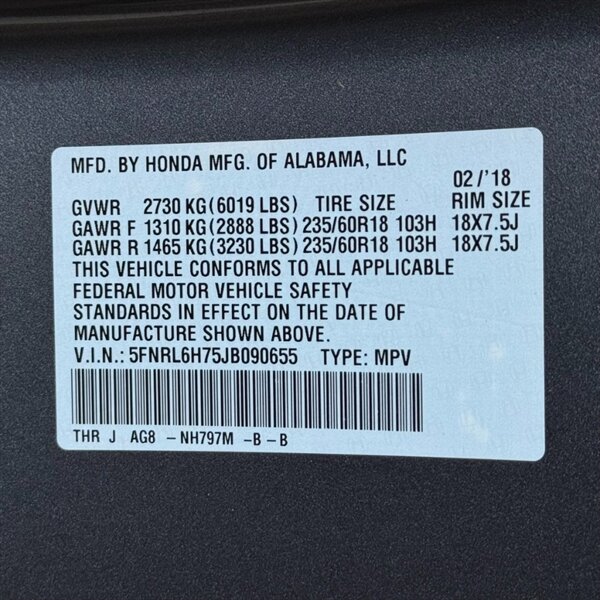 MFD. BY HONDA MFG. OF ALABAMA, LLC
02/'18
GVWR 2730 KG(6019 LBS) TIRE SIZE RIM SIZE
GAWR F 1310 KG(2888 LBS) 235/60R18 103H 18X7.5J
GAWR R 1465 KG(3230 LBS) 235/60R18 103H 18X7.5J
THIS VEHICLE CONFORMS TO ALL APPLICABLE
FEDERAL MOTOR VEHICLE SAFETY
STANDARDS IN EFFECT ON THE DATE OF
MANUFACTURE SHOWN ABOVE.
V.I.N.: 5FNRL6H75JB090655 TYPE: MPV
THR J AG8 -NH797M -B-B